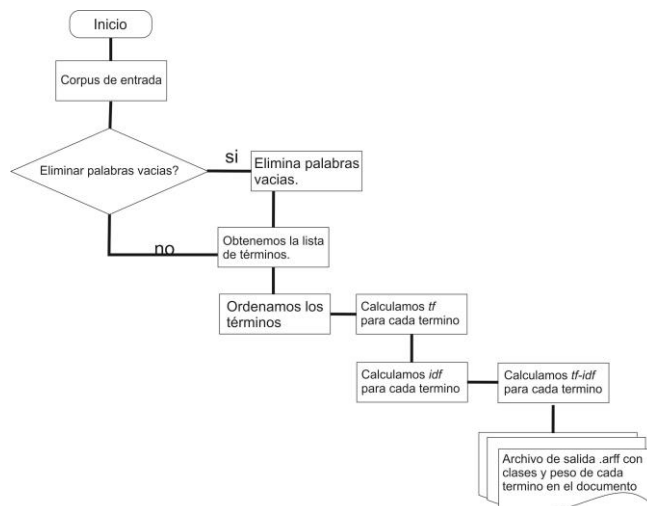 Inicio
Corpus de entrada
Eliminar palabras vacias?
si
Elimina palabras
vacias.
no
Obtenemos la lista
de términos.
Ordenamos los
términos
Calculamos tf
para cada termino
Calculamos idf
para cada termino
Calculamos tf-idf
para cada termino
Archivo de salida .arff con
clases y peso de cada
termino en el documento